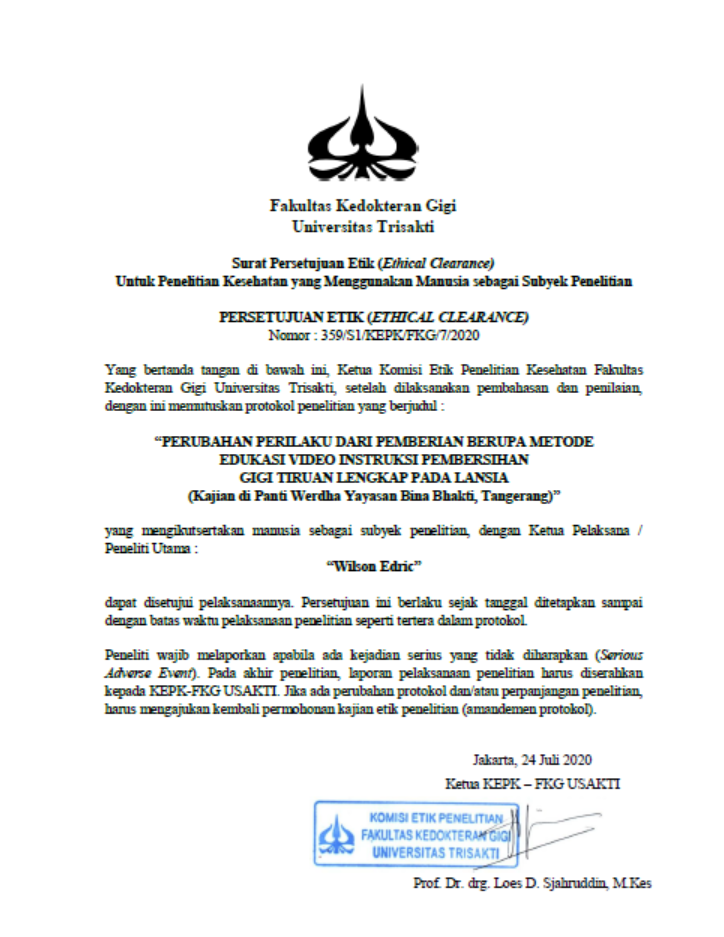 Fakultas Kedokteran Gigi
Universitas Trisakti
Surat Persetujuan Etik (Ethical Clearance)
Untuk Penelitian Kesehatan yang Menggunakan Manusia sebagai Subyek Penelitian
PERSETUJUAN ETIK (ETHICAL CLEARANCE)
Nomor : 359/S1/KEPK/FKG/7/2020
Yang bertanda tangan di bawah ini, Ketua Komisi Etik Penelitian Kesehatan Fakultas
Kedokteran Gigi Universitas Trisakti, setelah dilaksanakan pembahasan dan penilaian,
dengan ini memutuskan protokol penelitian yang berjudul :
“PERUBAHAN PERILAKU DARI PEMBERIAN BERUPA METODE
EDUKASI VIDEO INSTRUKSI PEMBERSIHAN
GIGI TIRUAN LENGKAP PADA LANSIA
(Kajian di Panti Werdha Yayasan Bina Bhakti, Tangerang)”
yang mengikutsertakan manusia sebagai subyek penelitian, dengan Ketua Pelaksana /
Peneliti Utama :
“Wilson Edric”
dapat disetujui pelaksanaannya. Persetujuan ini berlaku sejak tanggal ditetapkan sampai
dengan batas waktu pelaksanaan penelitian seperti tertera dalam protokol.
Peneliti wajib melaporkan apabila ada kejadian serius yang tidak diharapkan (Serious
Adverse Event). Pada akhir penelitian, laporan pelaksanaan penelitian harus diserahkan
kepada KEPK-FKG USAKTI. Jika ada perubahan protokol dan/atau perpanjangan penelitian,
harus mengajukan kembali permohonan kajian etik penelitian (amandemen protokol).
Jakarta, 24 Juli 2020
Ketua KEPK – FKG USAKTI
KOMISI ETIK PENELITIAN
FAKULTAS KEDOKTERAN GIGI
UNIVERSITAS TRISAKTI
Prof. Dr. drg. Loes D. Sjahruddin, M.Kes